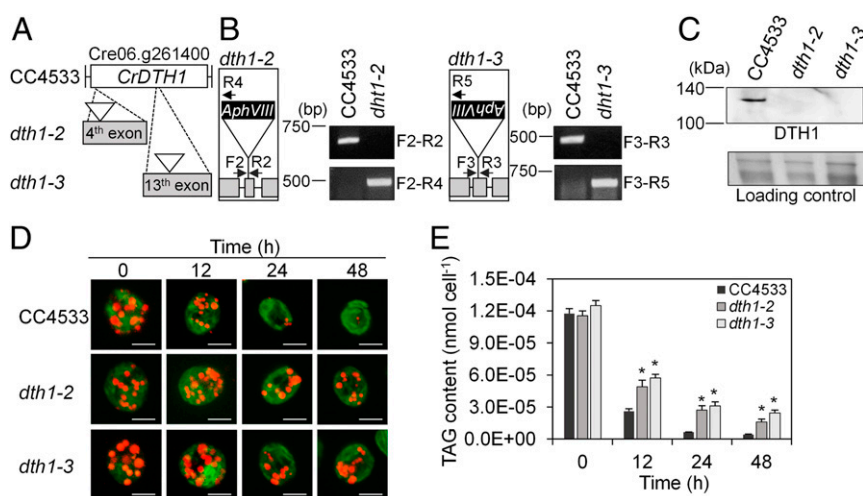 A
Cre06.g261400
CC4533
CrDTH1
dth1-2
4th exon
dth1-3
13th exon
B
dth1-2
R4
AphVIII
F2
R2
(bp)
750
500
CC4533
dht1-2
F2-R2
F2-R4
dth1-3
R5
AphVIII
F3
R3
(bp)
500
750
CC4533
dth1-3
F3-R3
F3-R5
C
(kDa)
CC4533
dth1-2
dth1-3
140
100
DTH1
Loading control
D
Time (h)
0 12 24 48
CC4533
dth1-2
dth1-3
E
TAG content (nmol cell-1)
1.5E-04
1.2E-04
9.0E-05
6.0E-05
3.0E-05
0.0E+00
CC4533
dth1-2
dth1-3
* *
* *
* *
0 12 24 48
Time (h)